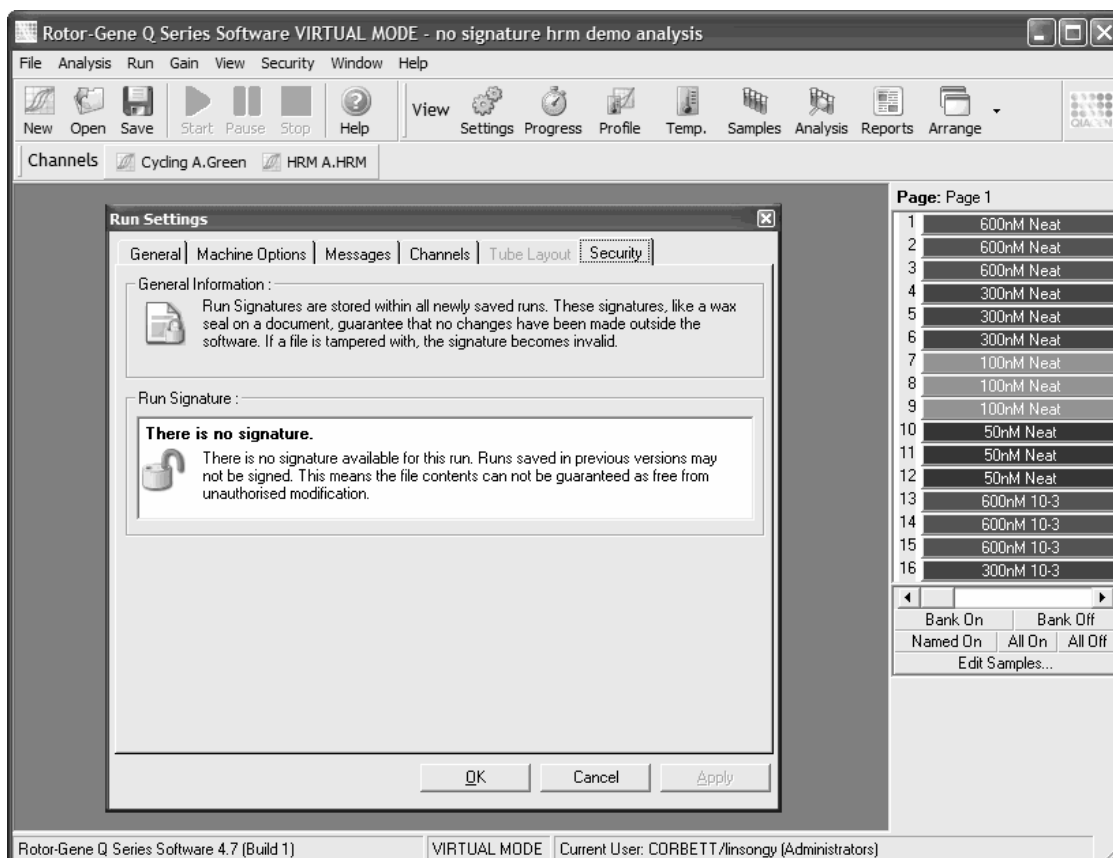 Rotor-Gene Q Series Software VIRTUAL MODE - no signature hrm demo analysis
File Analysis Run Gain View Security Window Help
New Open Save Start Pause Stop Help View Settings Progress Profile Temp. Samples Analysis Reports Arrange
QIAGEN
Channels Cycling A.Green HRM A.HRM
Page: Page 1
Run Settings
General Machine Options Messages Channels Tube Layout Security
General Information :
Run Signatures are stored within all newly saved runs. These signatures, like a wax
seal on a document, guarantee that no changes have been made outside the
software. If a file is tampered with, the signature becomes invalid.
Run Signature :
There is no signature.
There is no signature available for this run. Runs saved in previous versions may
not be signed. This means the file contents can not be guaranteed as free from
unauthorised modification.
OK Cancel Apply
1 600nM Neat
2 600nM Neat
3 600nM Neat
4 300nM Neat
5 300nM Neat
6 300nM Neat
7 100nM Neat
8 100nM Neat
9 100nM Neat
10 50nM Neat
11 50nM Neat
12 50nM Neat
13 600nM 10-3
14 600nM 10-3
15 600nM 10-3
16 300nM 10-3
Bank On Bank Off
Named On All On All Off
Edit Samples...
Rotor-Gene Q Series Software 4.7 (Build 1) VIRTUAL MODE Current User: CORBETT/linsongy (Administrators)